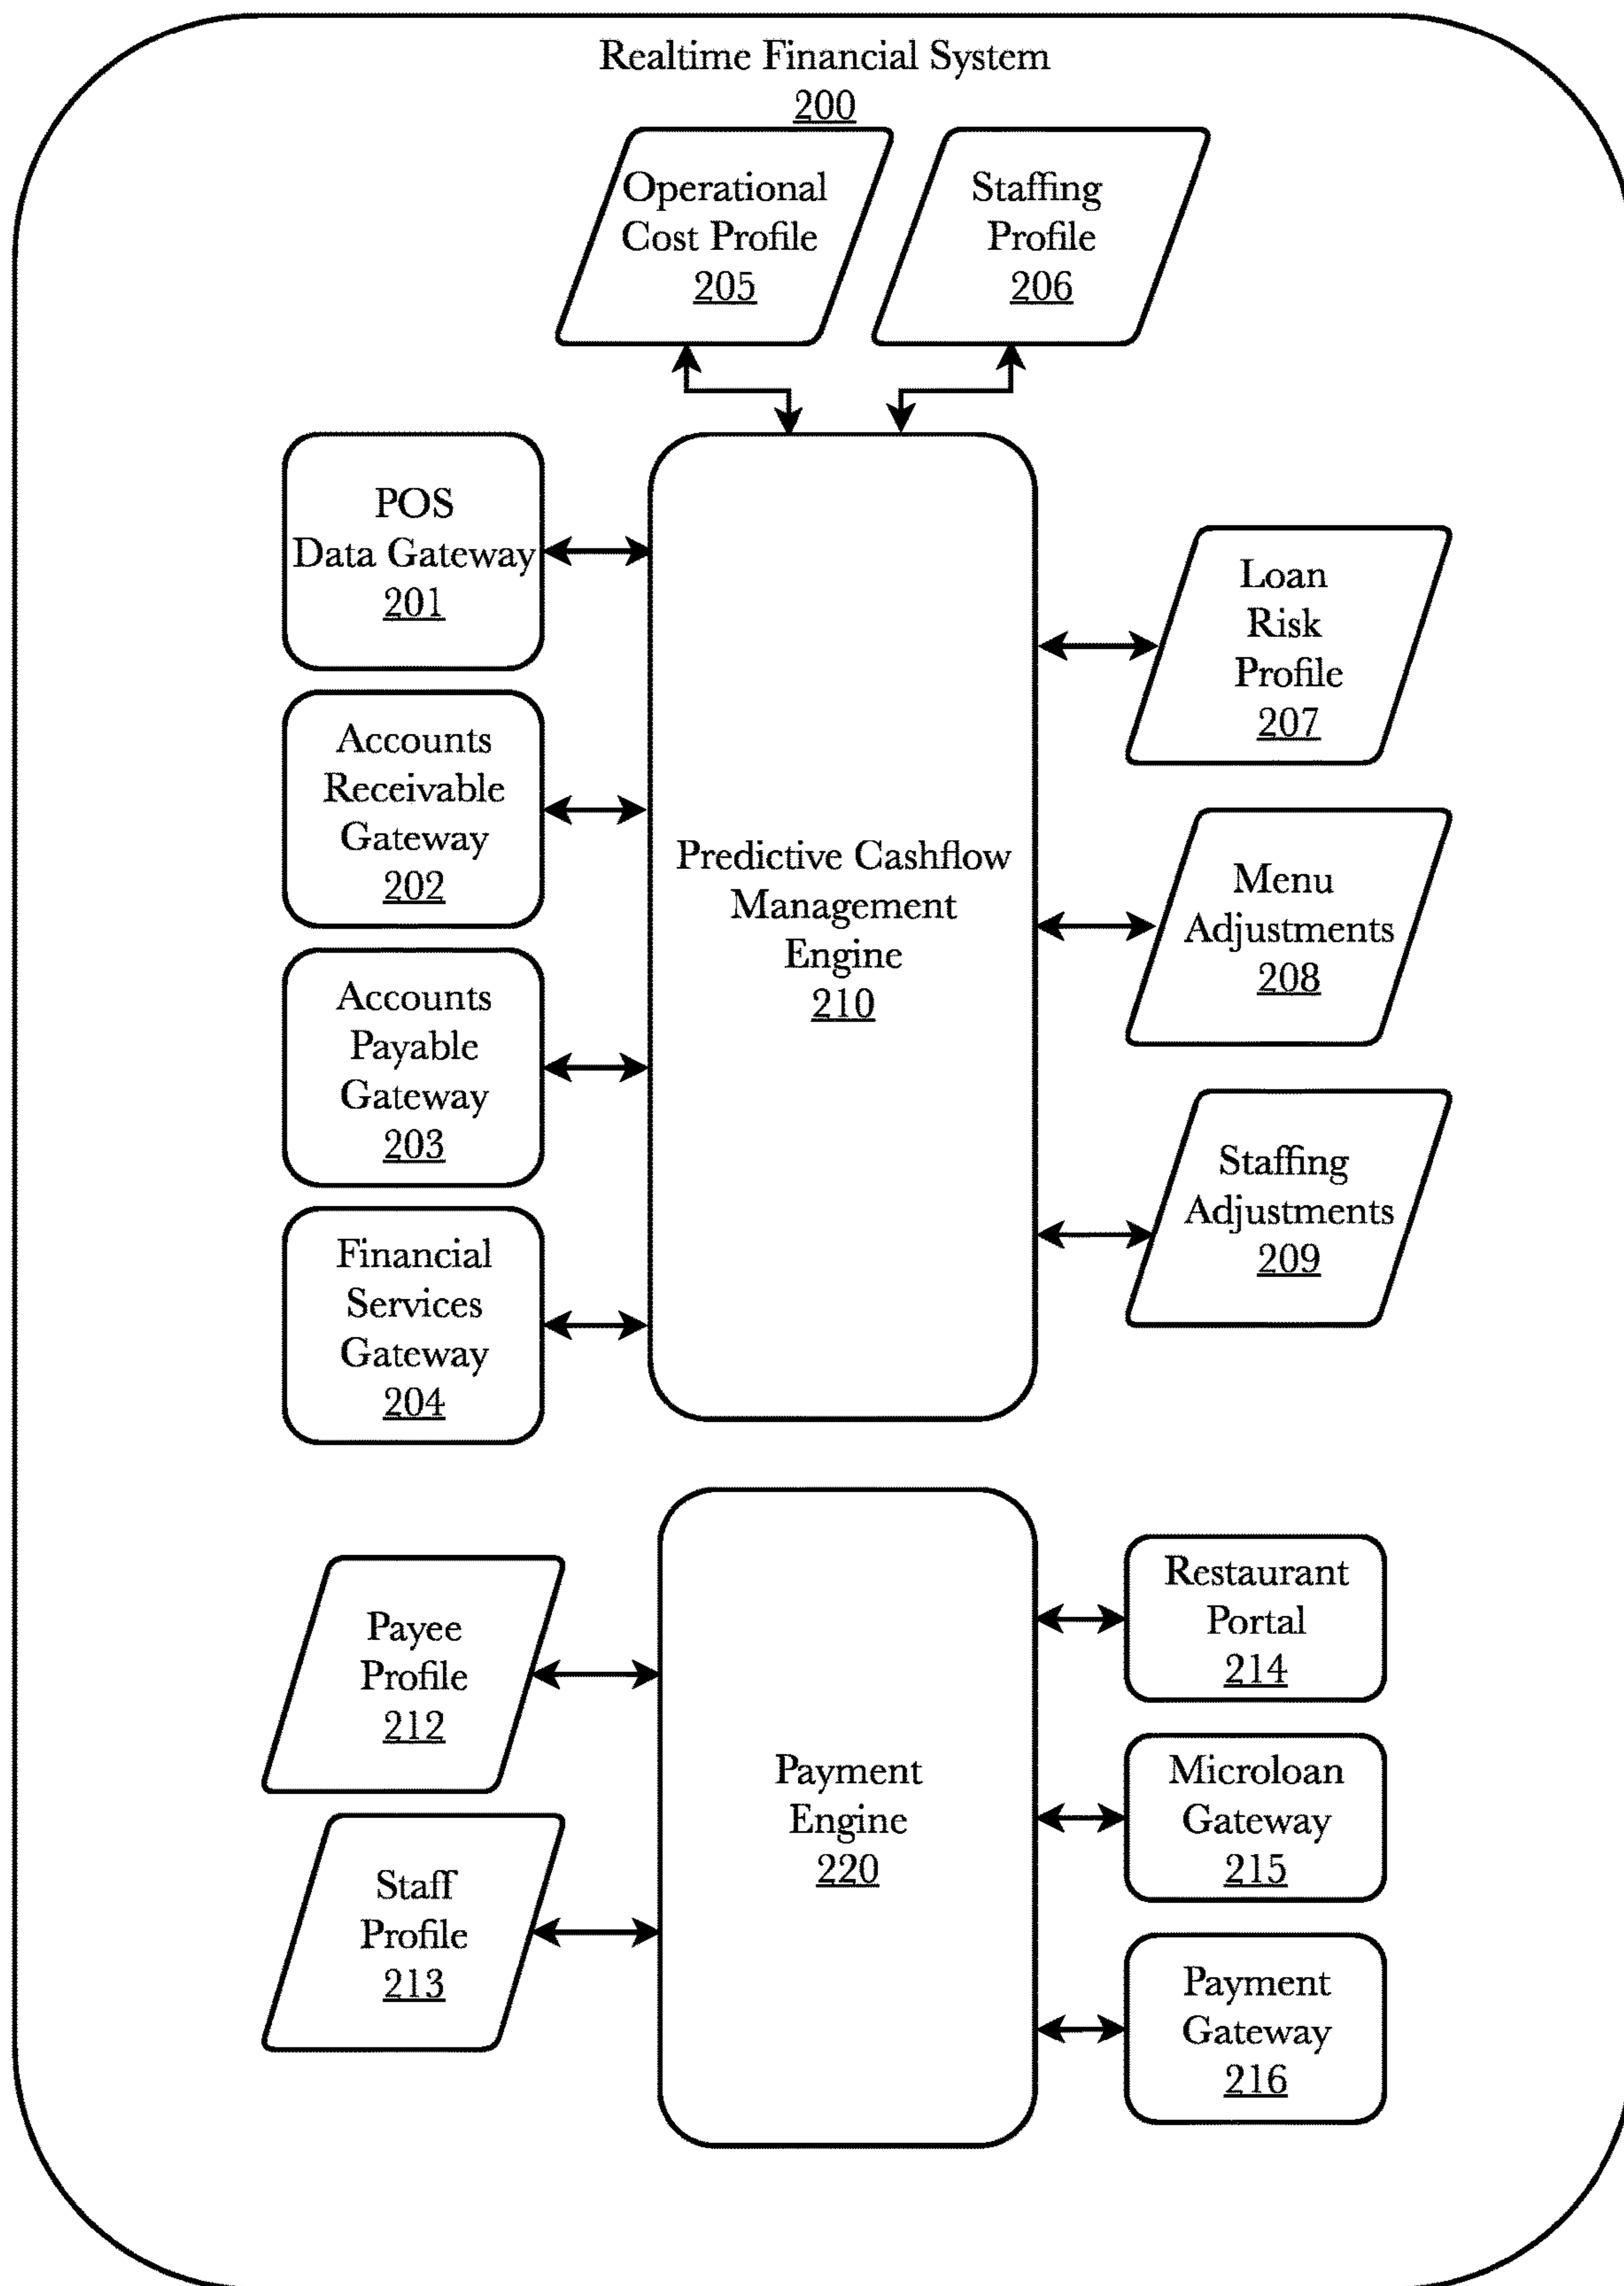 Realtime Financial System
200
Operational
Cost Profile
205
Staffing
Profile
206
POS
Data Gateway
201
Accounts
Receivable
Gateway
202
Accounts
Payable
Gateway
203
Financial
Services
Gateway
204
Predictive Cashflow
Management
Engine
210
Loan
Risk
Profile
207
Menu
Adjustments
208
Staffing
Adjustments
209
Payee
Profile
212
Staff
Profile
213
Payment
Engine
220
Restaurant
Portal
214
Microloan
Gateway
215
Payment
Gateway
216